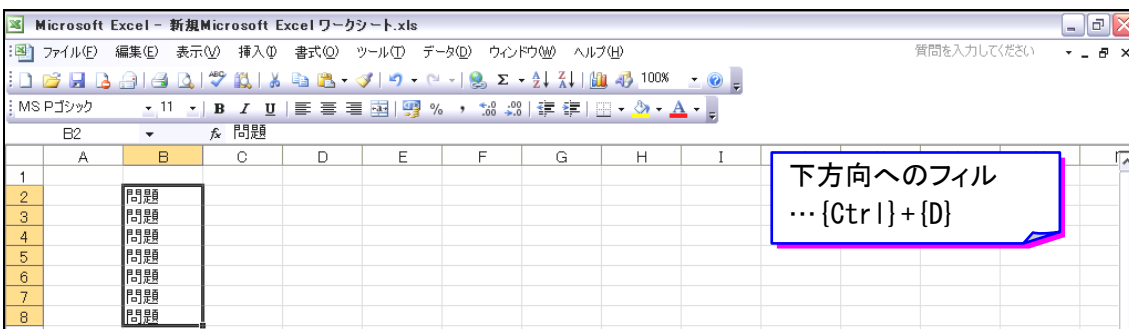 Microsoft Excel - 新規Microsoft Excel ワークシート.xls
ファイル(F) 編集(E) 表示(V) 挿入(I) 書式(O) ツール(T) データ(D) ウィンドウ(W) ヘルプ(H) 質問を入力してください
100%
MS Pゴシック 11 B I U % ,
B2 fx 問題
A B C D E F G H I
1
2 問題
3 問題
4 問題
5 問題
6 問題
7 問題
8 問題
下方向へのフィル
…{Ctrl}+{D}